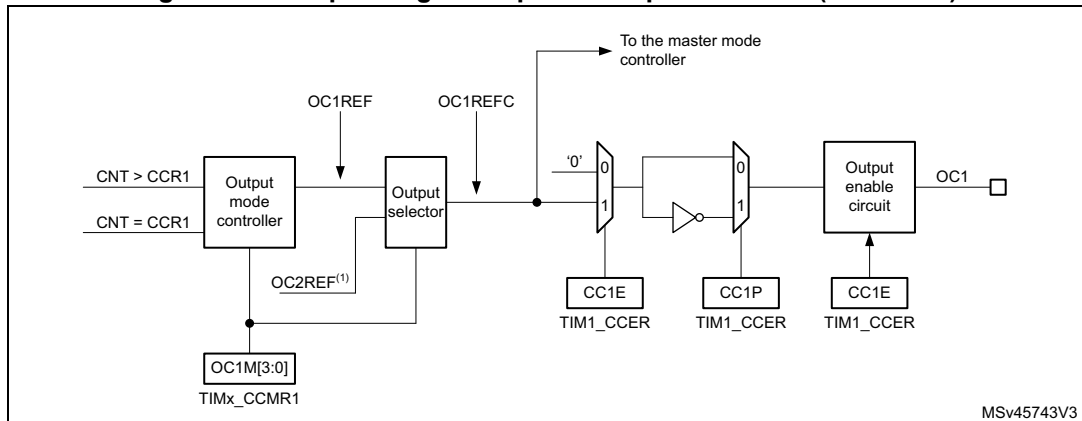 To the master mode
controller
OC1REF
OC1REFC
CNT > CCR1
CNT = CCR1
Output
mode
controller
Output
selector
OC2REF(1)
'0'
0
1
0
1
Output
enable
circuit
OC1
CC1E
CC1P
CC1E
TIM1_CCER
TIM1_CCER
TIM1_CCER
OC1M[3:0]
TIMx_CCMR1
MSv45743V3